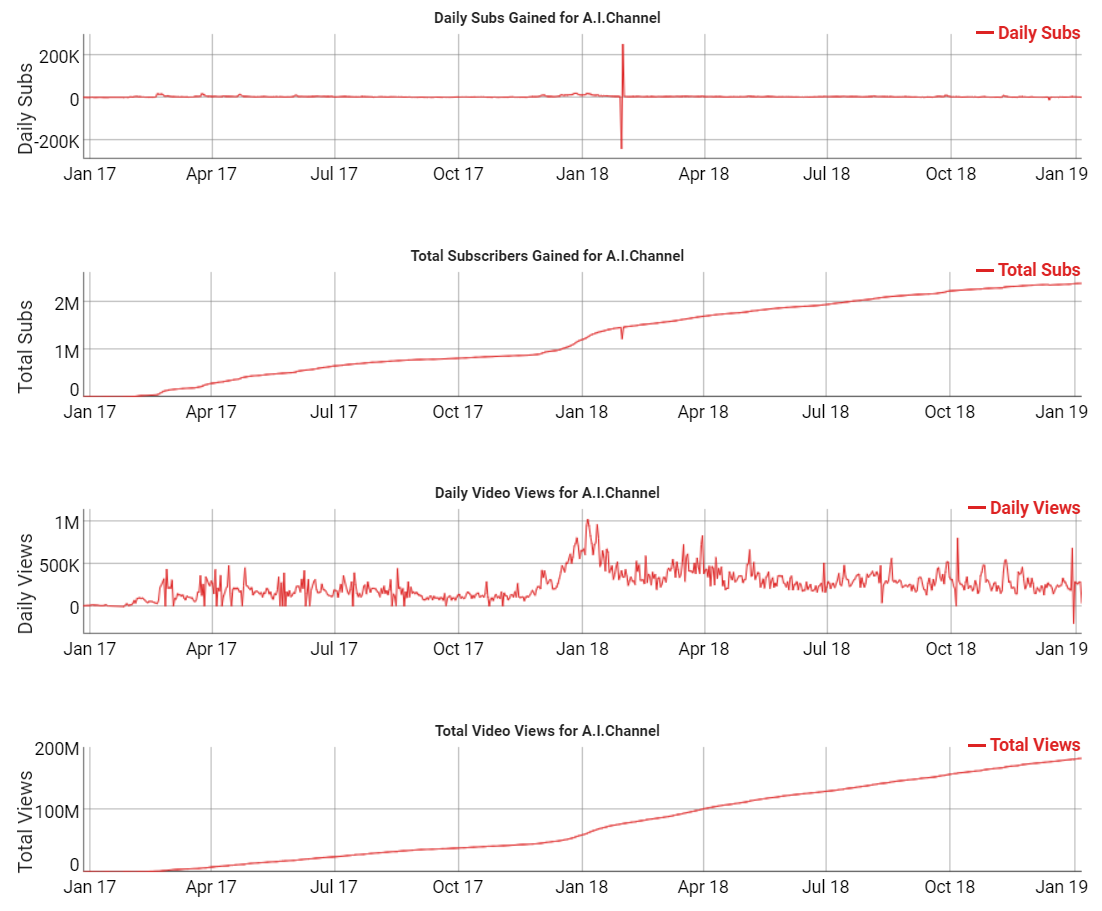 Daily Subs Gained for A.I.Channel
Daily Subs
Daily Subs
200K
0
-200K
Jan 17 Apr 17 Jul 17 Oct 17 Jan 18 Apr 18 Jul 18 Oct 18 Jan 19
Total Subscribers Gained for A.I.Channel
Total Subs
Total Subs
2M
1M
0
Jan 17 Apr 17 Jul 17 Oct 17 Jan 18 Apr 18 Jul 18 Oct 18 Jan 19
Daily Video Views for A.I.Channel
Daily Views
Daily Views
1M
500K
0
Jan 17 Apr 17 Jul 17 Oct 17 Jan 18 Apr 18 Jul 18 Oct 18 Jan 19
Total Video Views for A.I.Channel
Total Views
Total Views
200M
100M
0
Jan 17 Apr 17 Jul 17 Oct 17 Jan 18 Apr 18 Jul 18 Oct 18 Jan 19